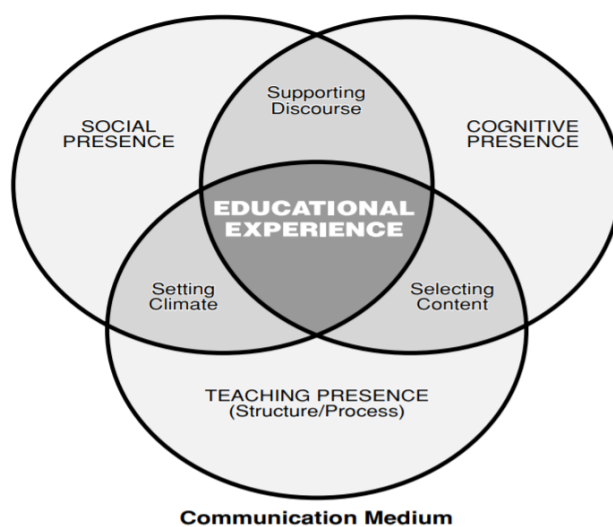 Supporting
Discourse
SOCIAL
PRESENCE
COGNITIVE
PRESENCE
EDUCATIONAL
EXPERIENCE
Setting
Climate
Selecting
Content
TEACHING PRESENCE
(Structure/Process)
Communication Medium